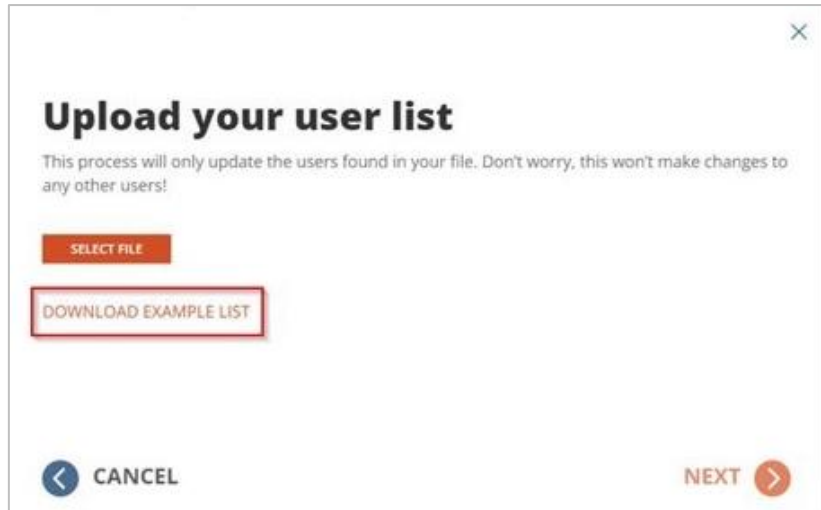 Upload your user list
This process will only update the users found in your file. Don't worry, this won't make changes to
any other users!
SELECT FILE
DOWNLOAD EXAMPLE LIST
CANCEL
NEXT